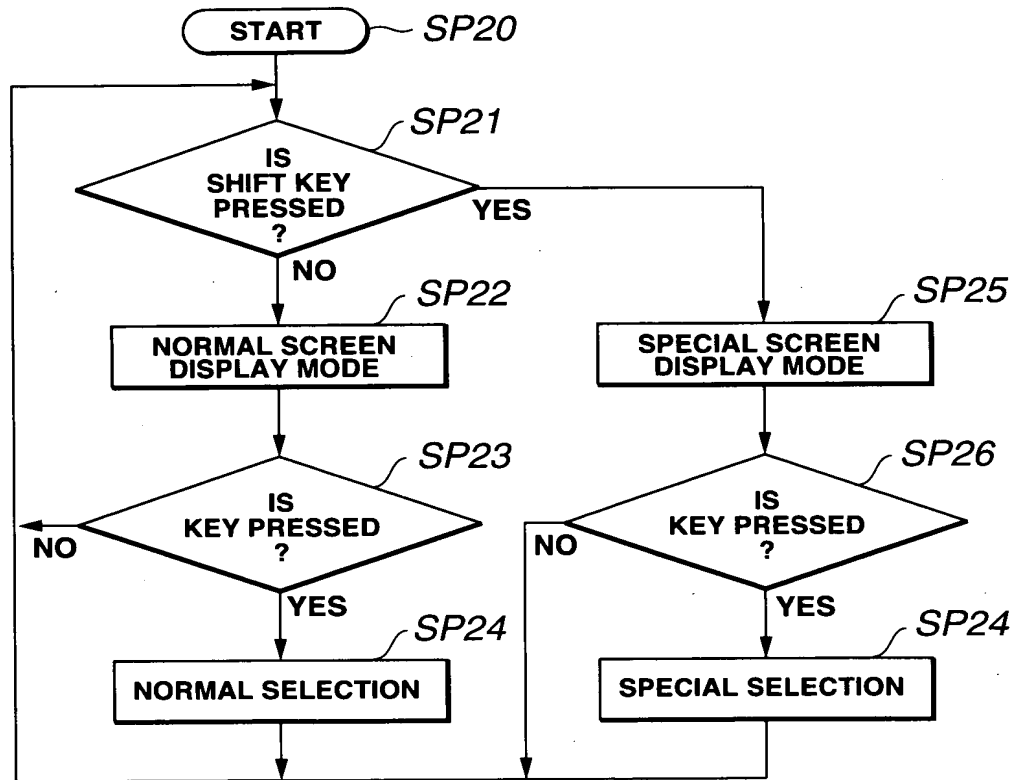 START
SP20
SP21
IS
SHIFT KEY
PRESSED
?
YES
NO
SP22
NORMAL SCREEN
DISPLAY MODE
SP25
SPECIAL SCREEN
DISPLAY MODE
SP23
IS
KEY PRESSED
?
NO
YES
SP26
IS
KEY PRESSED
?
NO
YES
SP24
NORMAL SELECTION
SP24
SPECIAL SELECTION